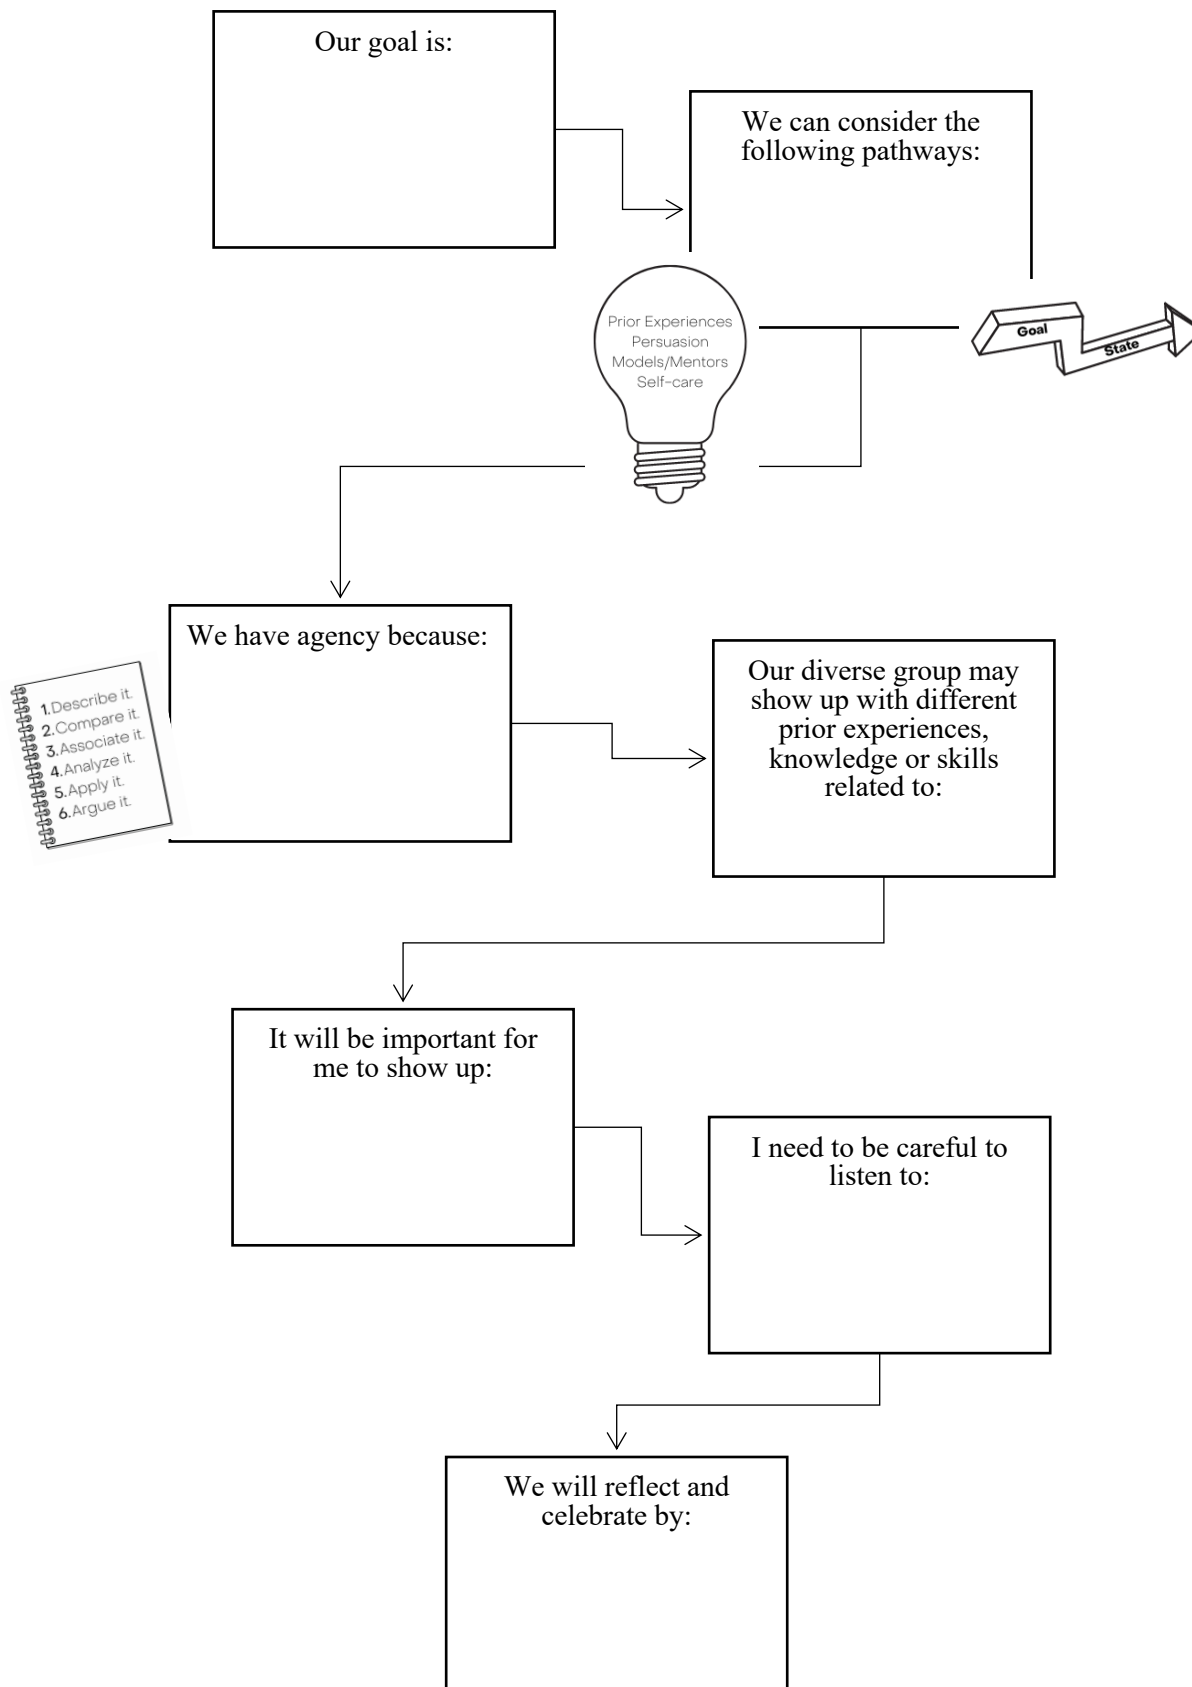 Our goal is:
We can consider the
following pathways:
Prior Experiences
Persuasion
Models/Mentors
Self-care
Goal
State
We have agency because:
1.Describe it.
2.Compare it.
3.Associate it.
4.Analyze it.
5.Apply it.
6.Argue it.
Our diverse group may
show up with different
prior experiences,
knowledge or skills
related to:
It will be important for
me to show up:
I need to be careful to
listen to:
We will reflect and
celebrate by: